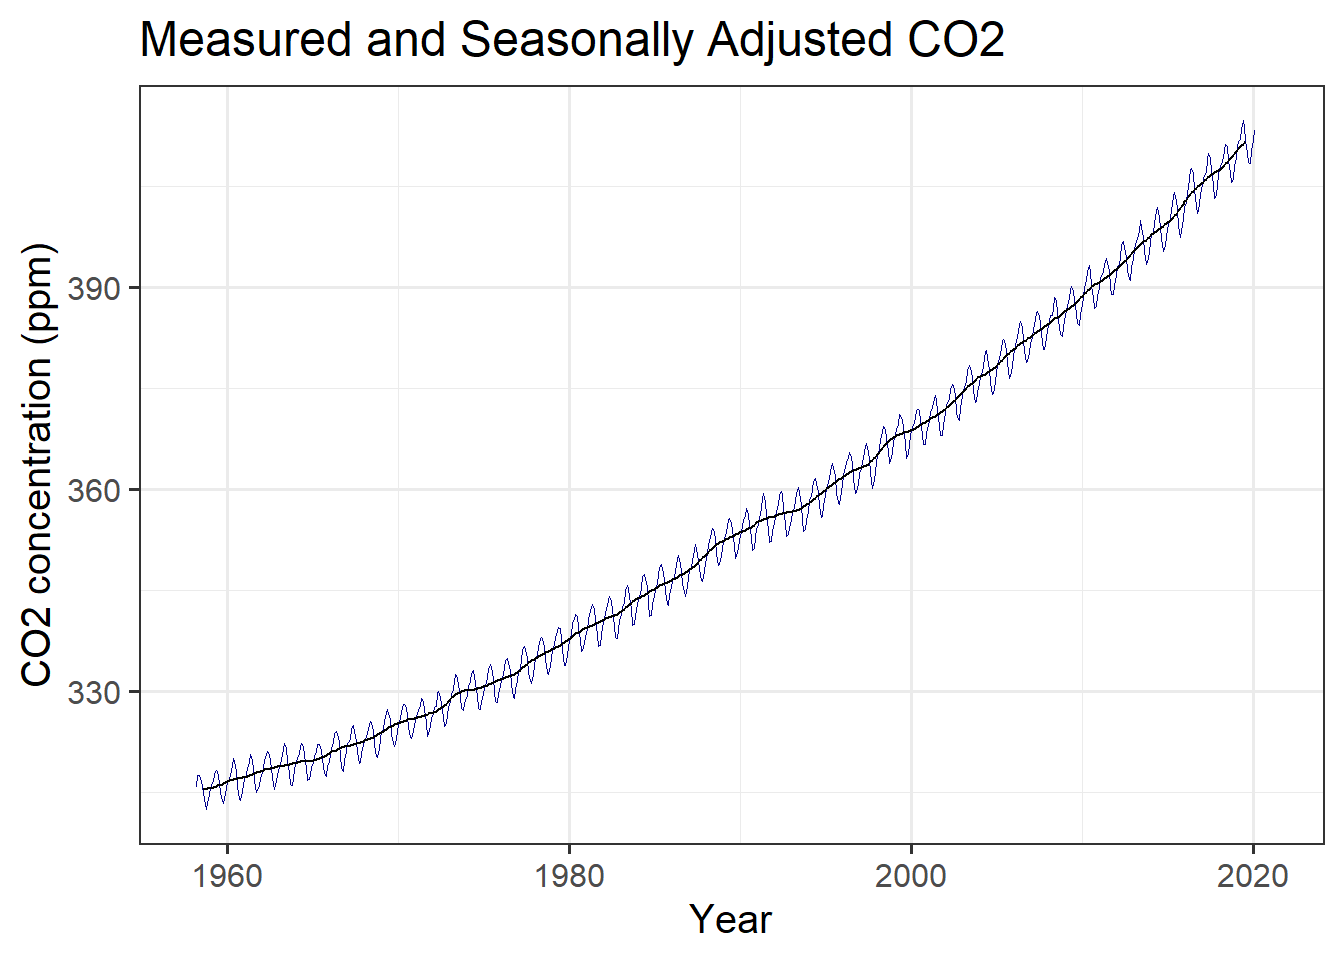 Measured and Seasonally Adjusted CO2
CO2 concentration (ppm)
390
360
330
1960 1980 2000 2020
Year